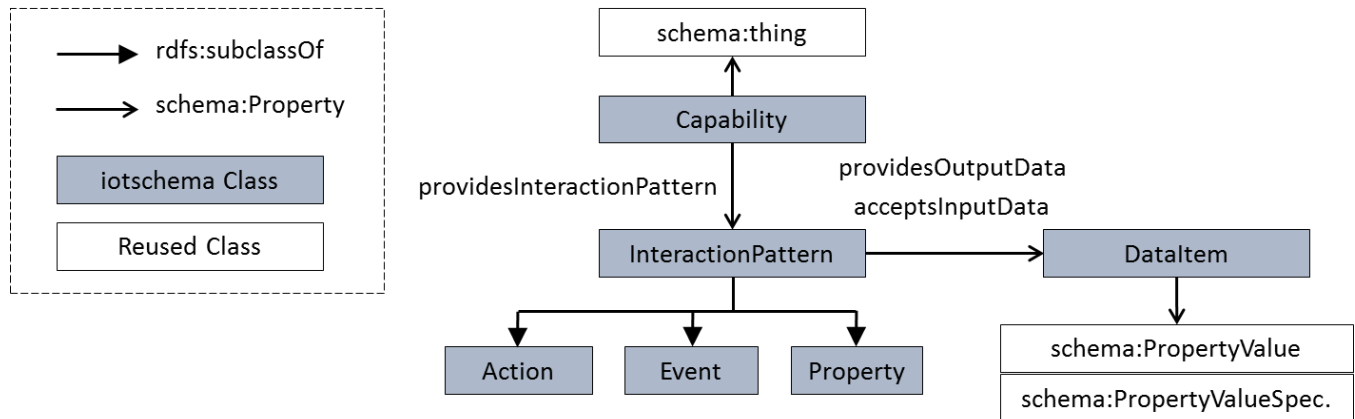 rdfs:subclassOf
schema:Property
iotschema Class
Reused Class
schema:thing
Capability
providesInteractionPattern
providesOutputData
acceptsInputData
InteractionPattern
DataItem
Action
Event
Property
schema:PropertyValue
schema:PropertyValueSpec.